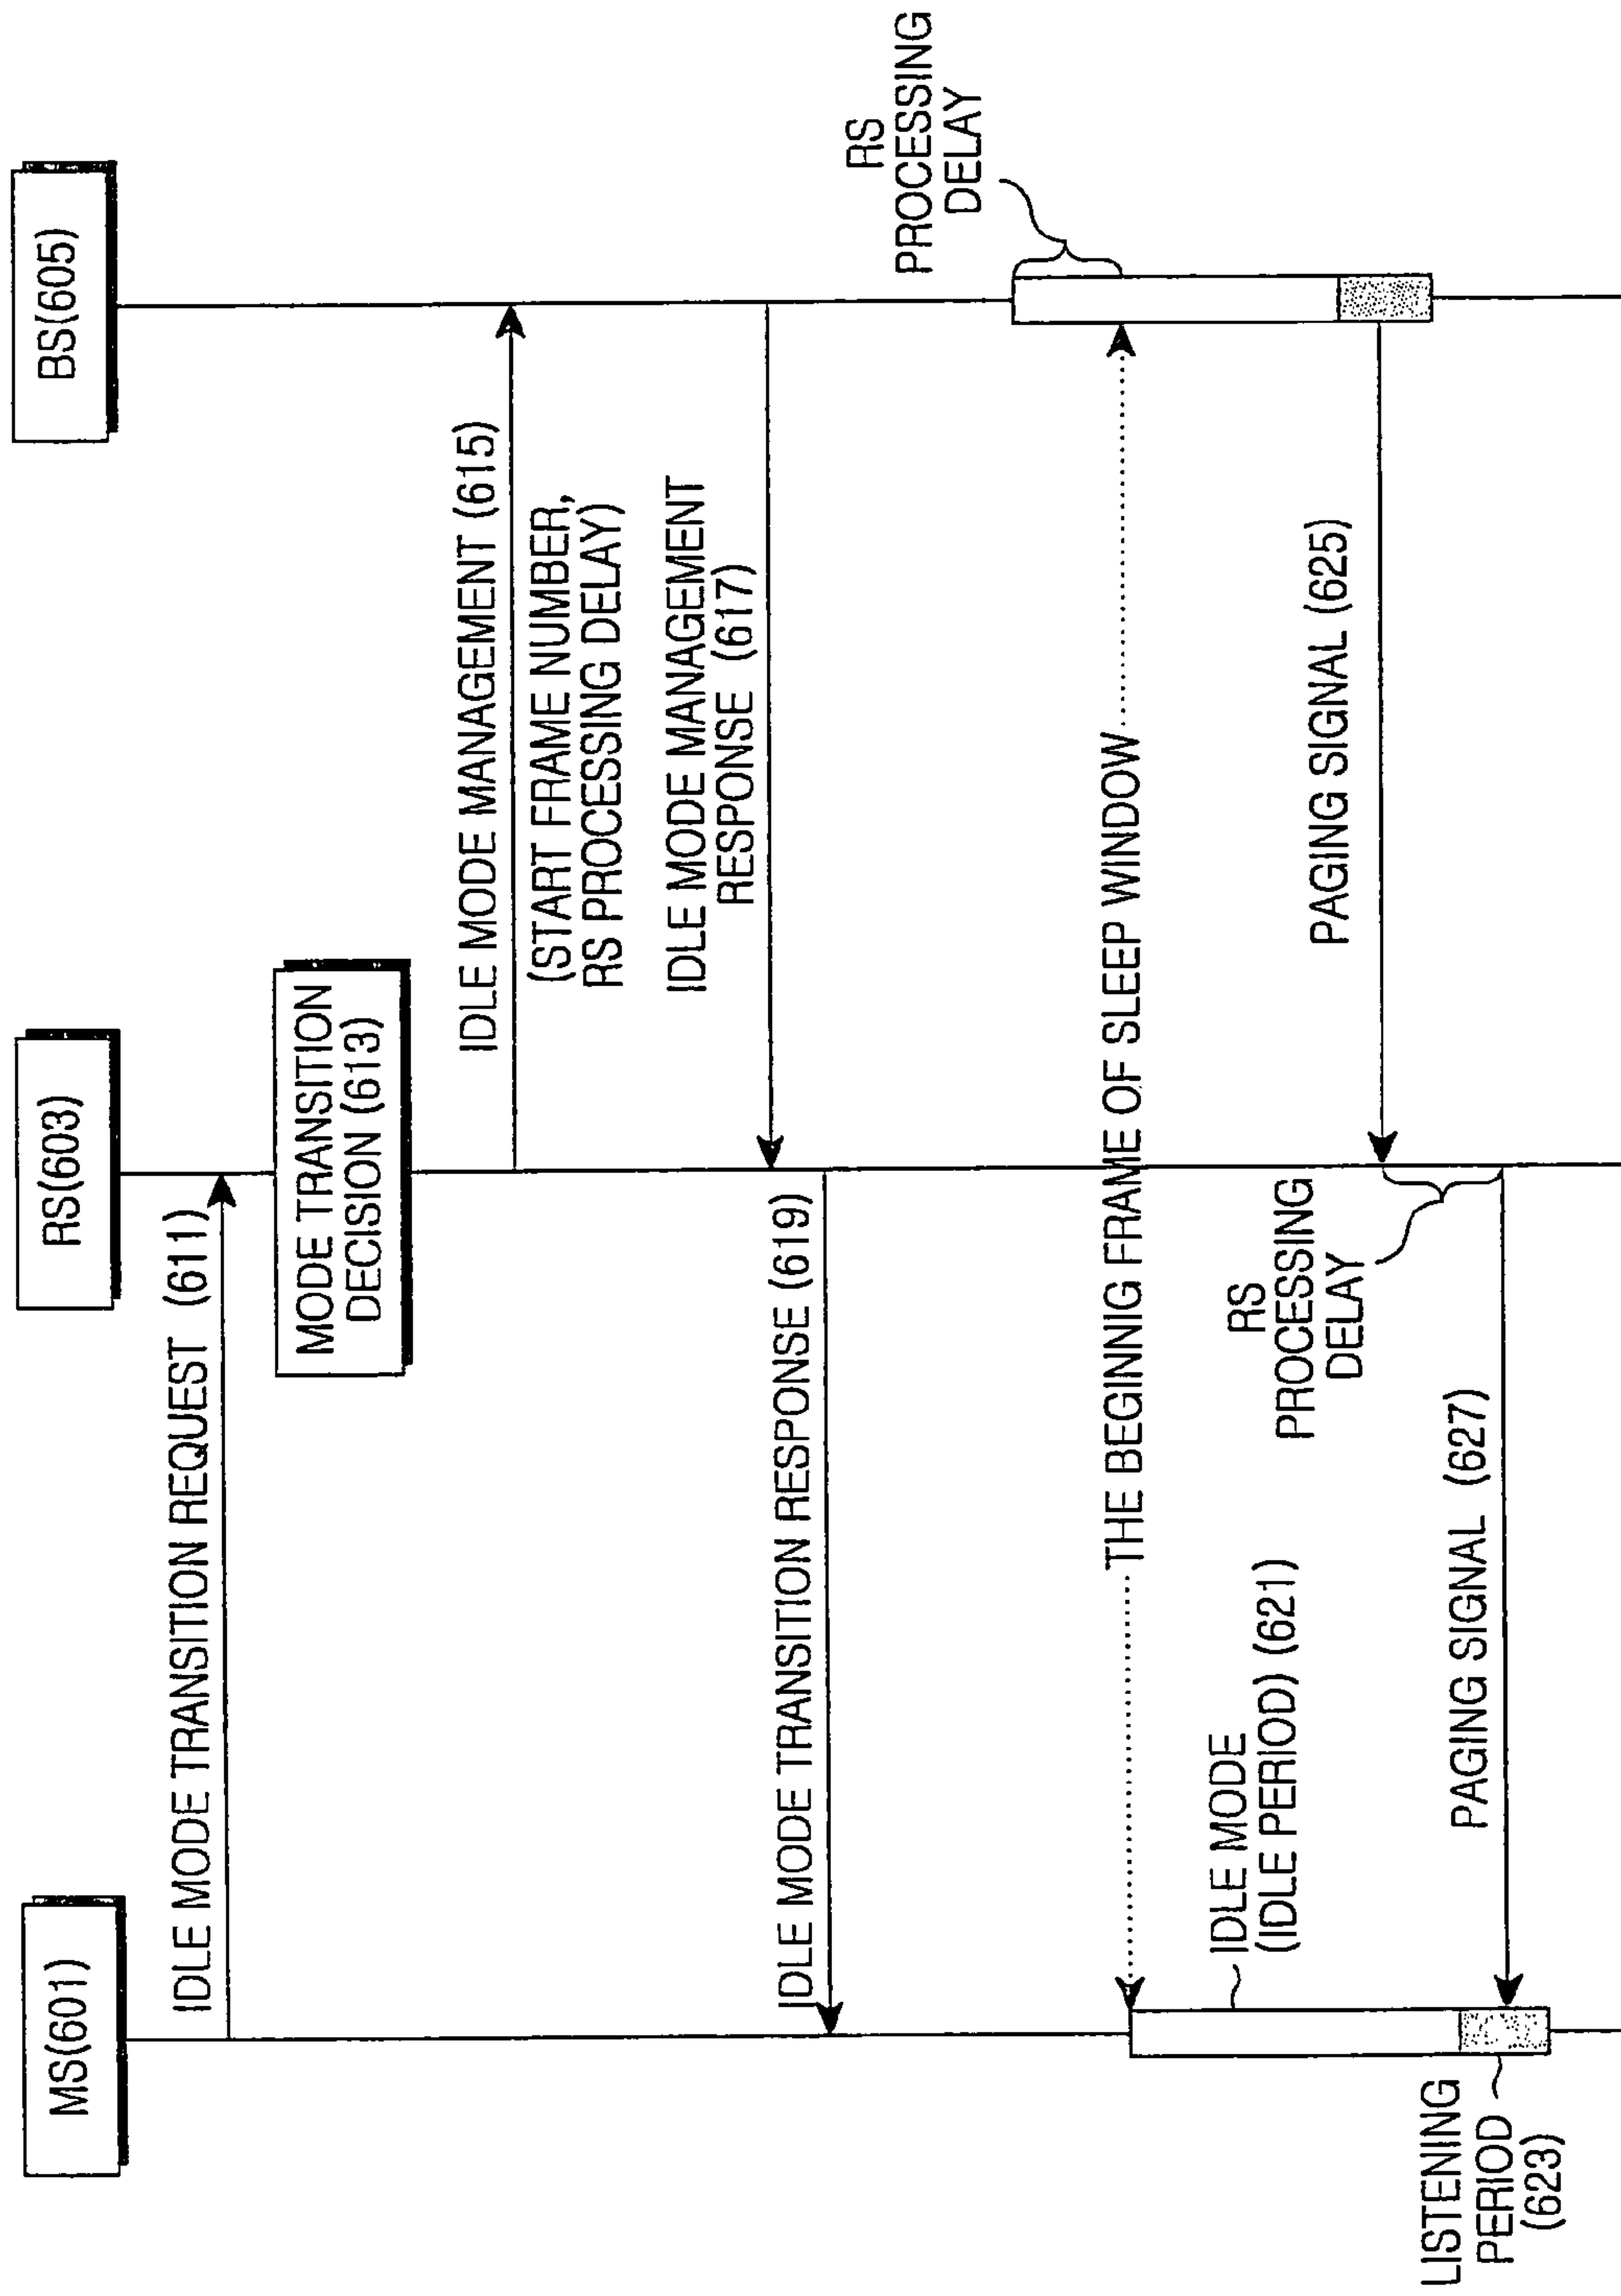 MS(601)
RS(603)
BS(605)
IDLE MODE TRANSITION REQUEST (611)
MODE TRANSITION
DECISION (613)
IDLE MODE MANAGEMENT (615)
(START FRAME NUMBER,
RS PROCESSING DELAY)
IDLE MODE MANAGEMENT
RESPONSE (617)
IDLE MODE TRANSITION RESPONSE (619)
RS
PROCESSING
DELAY
THE BEGINNIG FRAME OF SLEEP WINDOW
IDLE MODE
(IDLE PERIOD) (621)
PAGING SIGNAL (625)
RS
PROCESSING
DELAY
PAGING SIGNAL (627)
LISTENING
PERIOD
(623)